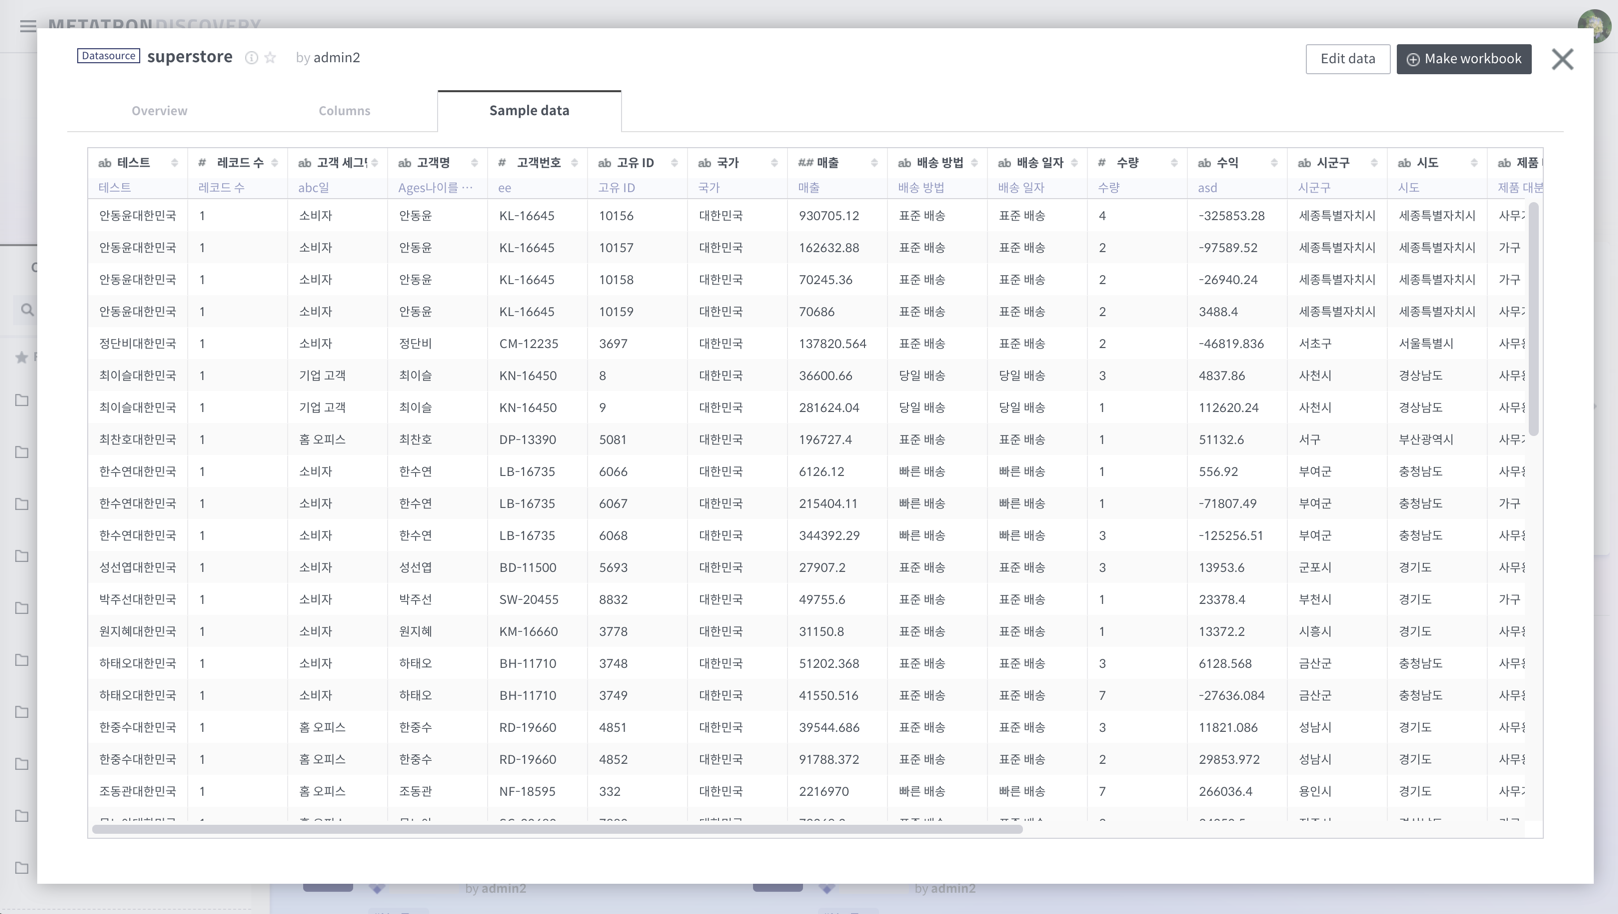 METATRON DISCOVERY
Datasource superstore by admin2
Edit data
Make workbook
Overview Columns Sample data
ab 테스트 # 레코드 수 ab 고객 세그 ab 고객명 # 고객번호 ab 고유 ID ab 국가 ## 매출 ab 배송 방법 ab 배송 일자 # 수량 ab 수익 ab 시군구 ab 시도 ab 제품
테스트 레코드 수 abc일 Ages나이를 ··· ee 고유 ID 국가 매출 배송 방법 배송 일자 수량 asd 시군구 시도 제품 대분
안동윤대한민국 1 소비자 안동윤 KL-16645 10156 대한민국 930705.12 표준 배송 표준 배송 4 -325853.28 세종특별자치시 세종특별자치시 사무
안동윤대한민국 1 소비자 안동윤 KL-16645 10157 대한민국 162632.88 표준 배송 표준 배송 2 -97589.52 세종특별자치시 세종특별자치시 가구
안동윤대한민국 1 소비자 안동윤 KL-16645 10158 대한민국 70245.36 표준 배송 표준 배송 2 -26940.24 세종특별자치시 세종특별자치시 가구
안동윤대한민국 1 소비자 안동윤 KL-16645 10159 대한민국 70686 표준 배송 표준 배송 2 3488.4 세종특별자치시 세종특별자치시 사무
정단비대한민국 1 소비자 정단비 CM-12235 3697 대한민국 137820.564 표준 배송 표준 배송 2 -46819.836 서초구 서울특별시 사무
최이슬대한민국 1 기업 고객 최이슬 KN-16450 8 대한민국 36600.66 당일 배송 당일 배송 3 4837.86 사천시 경상남도 사무
최이슬대한민국 1 기업 고객 최이슬 KN-16450 9 대한민국 281624.04 당일 배송 당일 배송 1 112620.24 사천시 경상남도 사무
최찬호대한민국 1 홈 오피스 최찬호 DP-13390 5081 대한민국 196727.4 표준 배송 표준 배송 1 51132.6 서구 부산광역시 사무
한수연대한민국 1 소비자 한수연 LB-16735 6066 대한민국 6126.12 빠른 배송 빠른 배송 1 556.92 부여군 충청남도 사무
한수연대한민국 1 소비자 한수연 LB-16735 6067 대한민국 215404.11 빠른 배송 빠른 배송 1 -71807.49 부여군 충청남도 가구
한수연대한민국 1 소비자 한수연 LB-16735 6068 대한민국 344392.29 빠른 배송 빠른 배송 3 -125256.51 부여군 충청남도 사무
성선엽대한민국 1 소비자 성선엽 BD-11500 5693 대한민국 27907.2 표준 배송 표준 배송 3 13953.6 군포시 경기도 사무
박주선대한민국 1 소비자 박주선 SW-20455 8832 대한민국 49755.6 표준 배송 표준 배송 1 23378.4 부천시 경기도 가구
원지혜대한민국 1 소비자 원지혜 KM-16660 3778 대한민국 31150.8 표준 배송 표준 배송 1 13372.2 시흥시 경기도 사무
하태오대한민국 1 소비자 하태오 BH-11710 3748 대한민국 51202.368 표준 배송 표준 배송 3 6128.568 금산군 충청남도 사무
하태오대한민국 1 소비자 하태오 BH-11710 3749 대한민국 41550.516 표준 배송 표준 배송 7 -27636.084 금산군 충청남도 사무
한중수대한민국 1 홈 오피스 한중수 RD-19660 4851 대한민국 39544.686 표준 배송 표준 배송 3 11821.086 성남시 경기도 사무
한중수대한민국 1 홈 오피스 한중수 RD-19660 4852 대한민국 91788.372 표준 배송 표준 배송 2 29853.972 성남시 경기도 사무
조동관대한민국 1 홈 오피스 조동관 NF-18595 332 대한민국 2216970 빠른 배송 빠른 배송 7 266036.4 용인시 경기도 사무
by admin2 by admin2